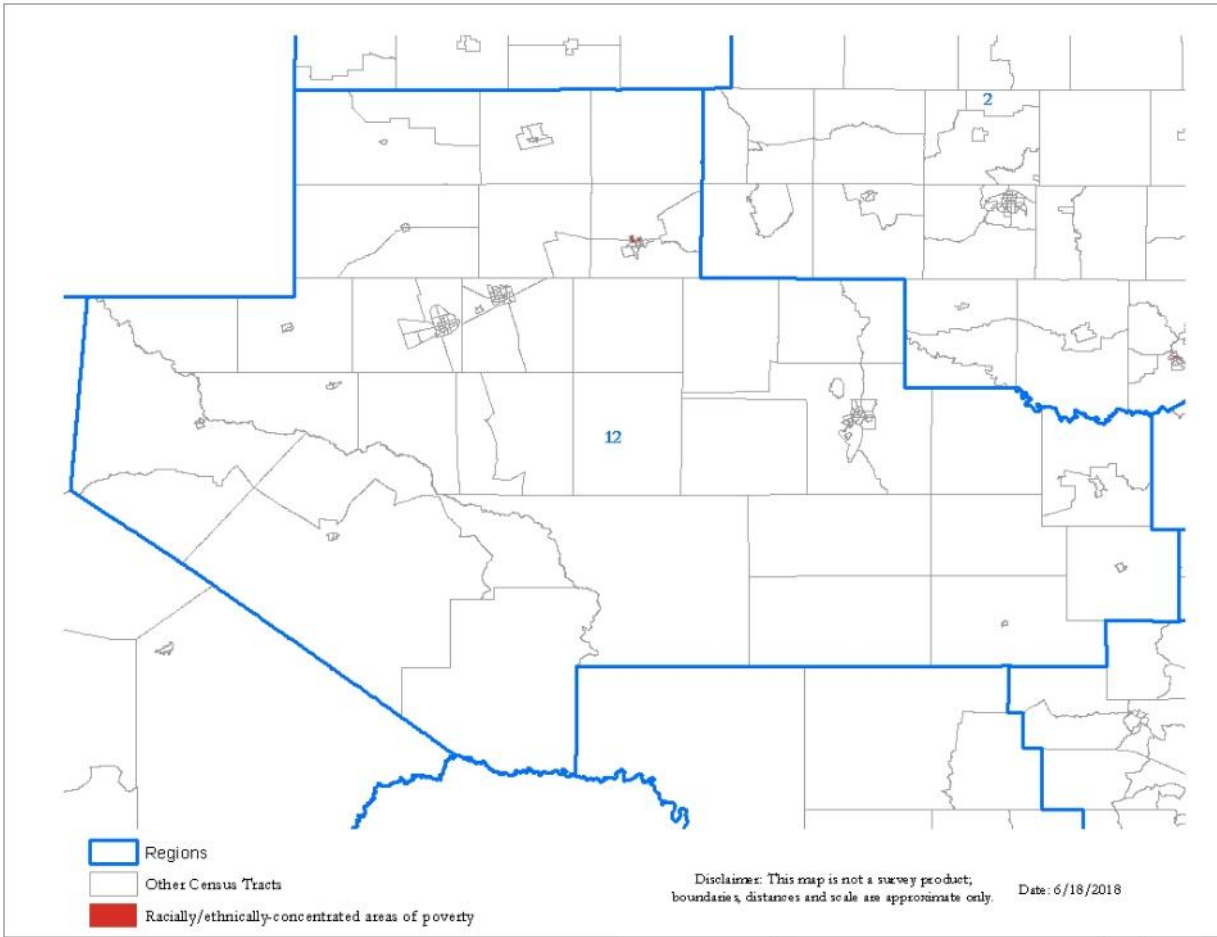 2
12
Regions
Other Census Tracts
Racially/ethnically-concentrated areas of poverty
Disclaimer: This map is not a survey product;
boundaries, distances and scale are approximate only.
Date: 6/18/2018